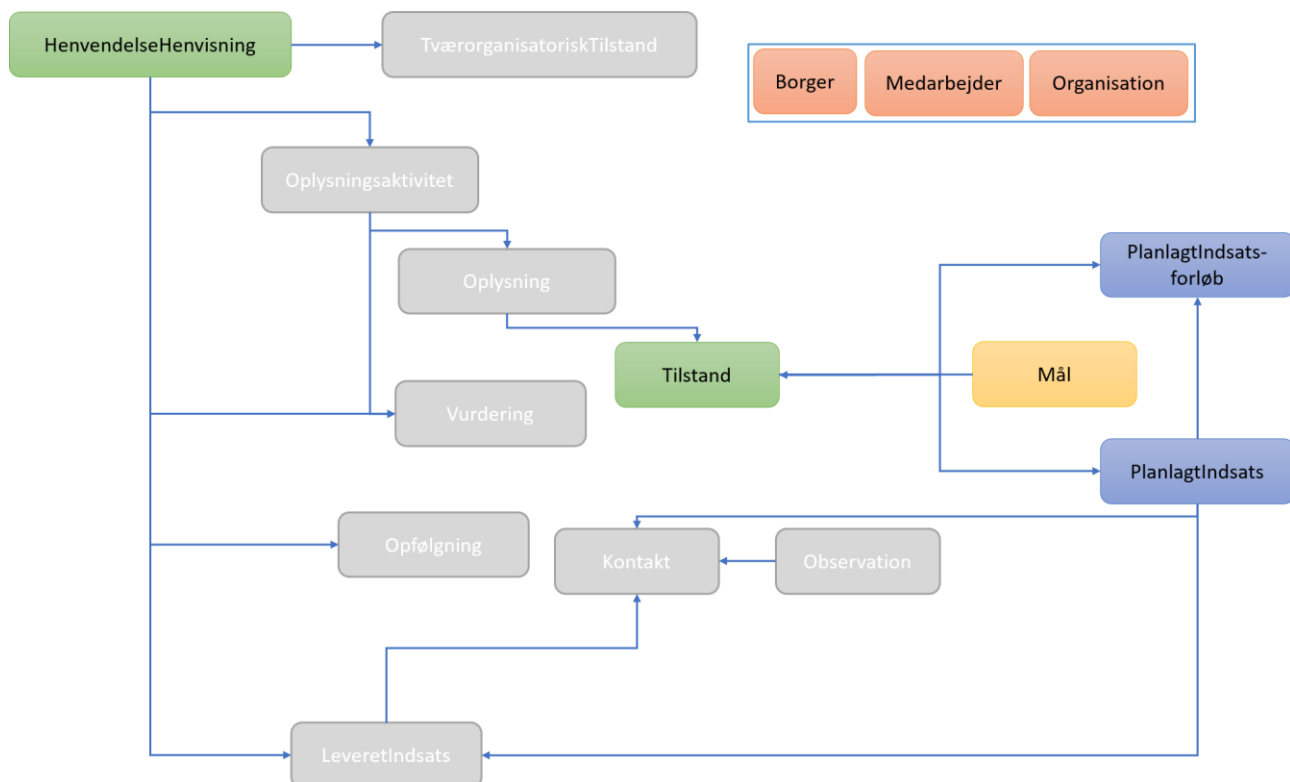 HenvendelseHenvisning
TværorganisatoriskTilstand
Borger
Medarbejder
Organisation
Oplysningsaktivitet
Oplysning
PlanlagtIndsats-
forløb
Tilstand
Mål
Vurdering
PlanlagtIndsats
Opfølgning
Kontakt
Observation
LeveretIndsats